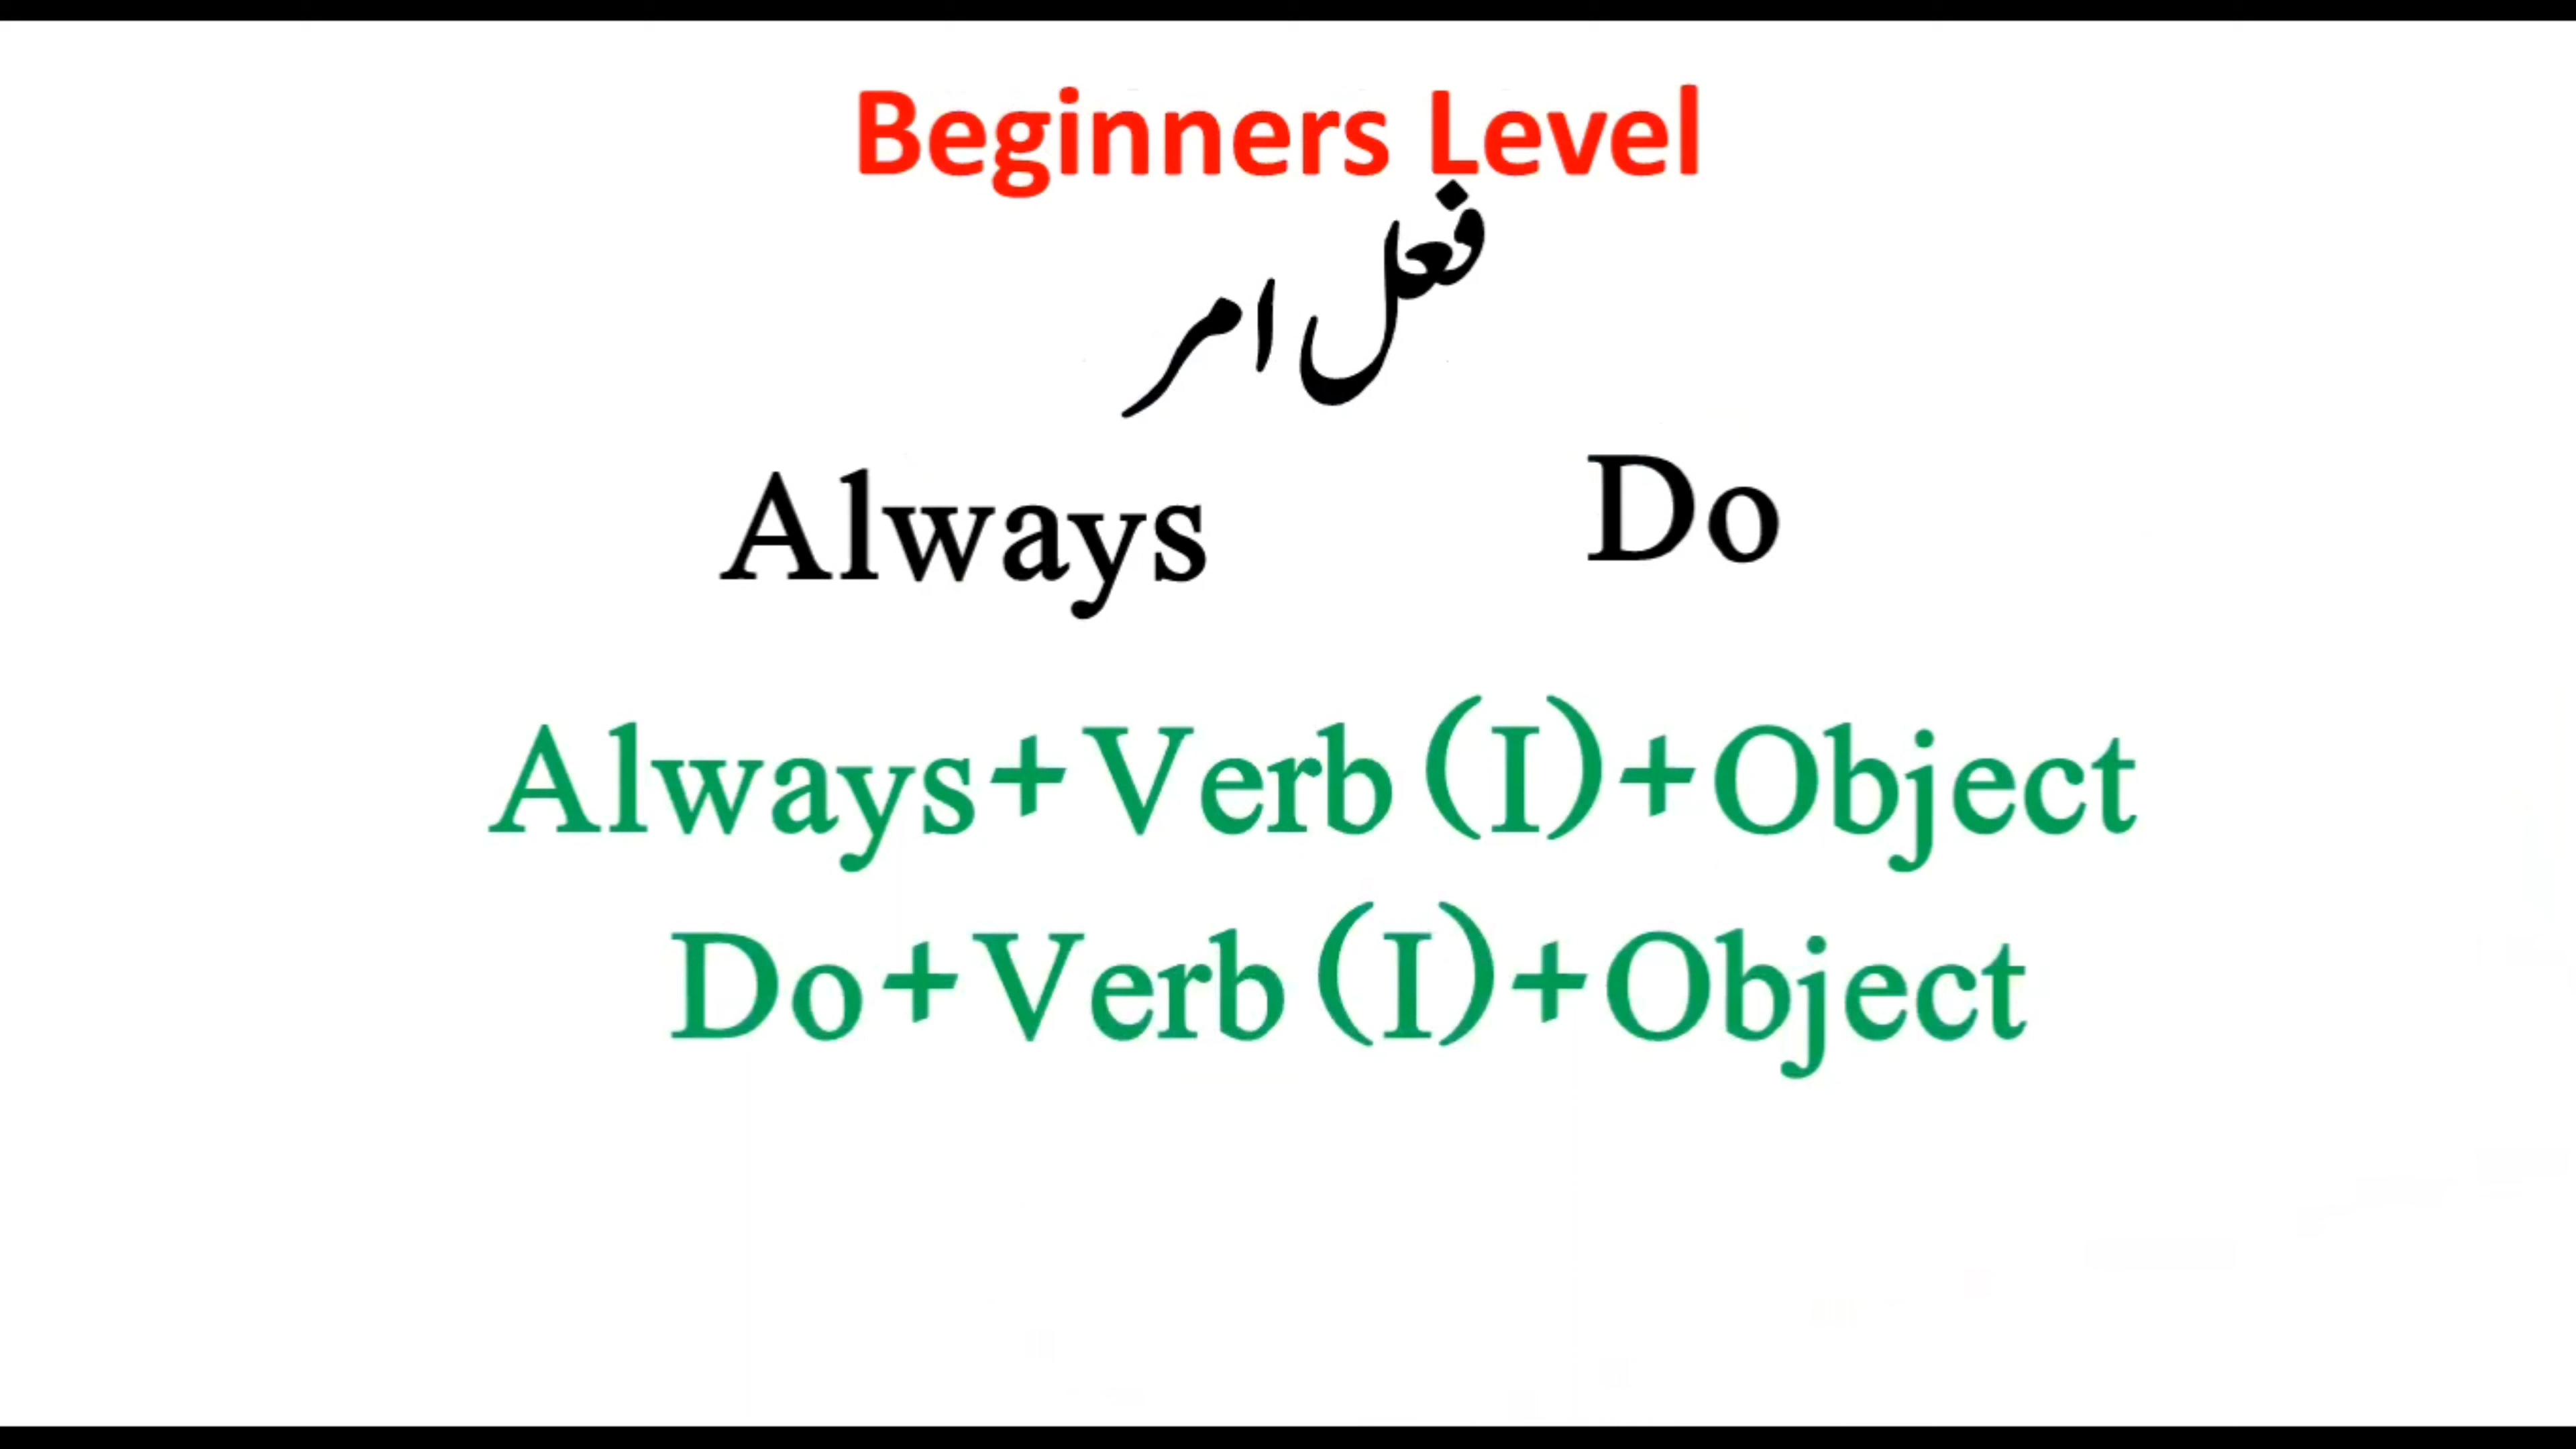 Beginners Level
فعل امر
Always Do
Always+Verb(I)+Object
Do+Verb(I)+Object